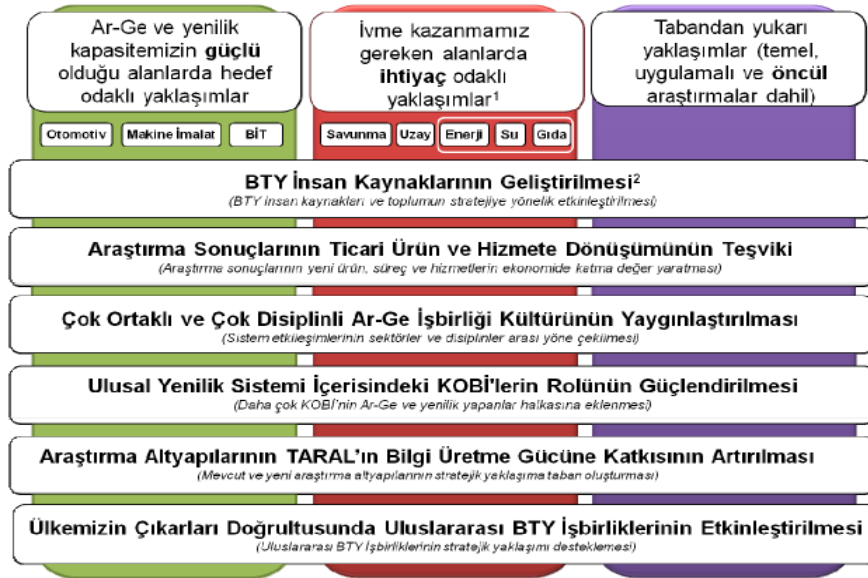 Ar-Ge ve yenilik
kapasitemizin güçlü
olduğu alanlarda hedef
odaklı yaklaşımlar
İvme kazanmamız
gereken alanlarda
ihtiyaç odaklı
yaklaşımlar¹
Tabandan yukarı
yaklaşımlar (temel,
uygulamalı ve öncül
araştırmalar dahil)
Otomotiv
Makine İmalat
BİT
Savunma
Uzay
Enerji
Su
Gıda
BTY İnsan Kaynaklarının Geliştirilmesi²
(BTY insan kaynakları ve toplumun stratejiye yönelik etkinleştirilmesi)
Araştırma Sonuçlarının Ticari Ürün ve Hizmete Dönüşümünün Teşviki
(Araştırma sonuçlarının yeni ürün, süreç ve hizmetlerin ekonomide katma değer yaratması)
Çok Ortaklı ve Çok Disiplinli Ar-Ge İşbirliği Kültürünün Yaygınlaştırılması
(Sistem etkileşimlerinin sektörler ve disiplinler arası yöne çekilmesi)
Ulusal Yenilik Sistemi İçerisindeki KOBİ'lerin Rolünün Güçlendirilmesi
(Daha çok KOBİ'nin Ar-Ge ve yenilik yapanlar halkasına eklenmesi)
Araştırma Altyapılarının TARAL'ın Bilgi Üretme Gücüne Katkısının Artırılması
(Mevcut ve yeni araştırma altyapılarının stratejik yaklaşıma taban oluşturması)
Ülkemizin Çıkarları Doğrultusunda Uluslararası BTY İşbirliklerinin Etkinleştirilmesi
(Uluslararası BTY İşbirliklerinin stratejik yaklaşımı desteklemesi)